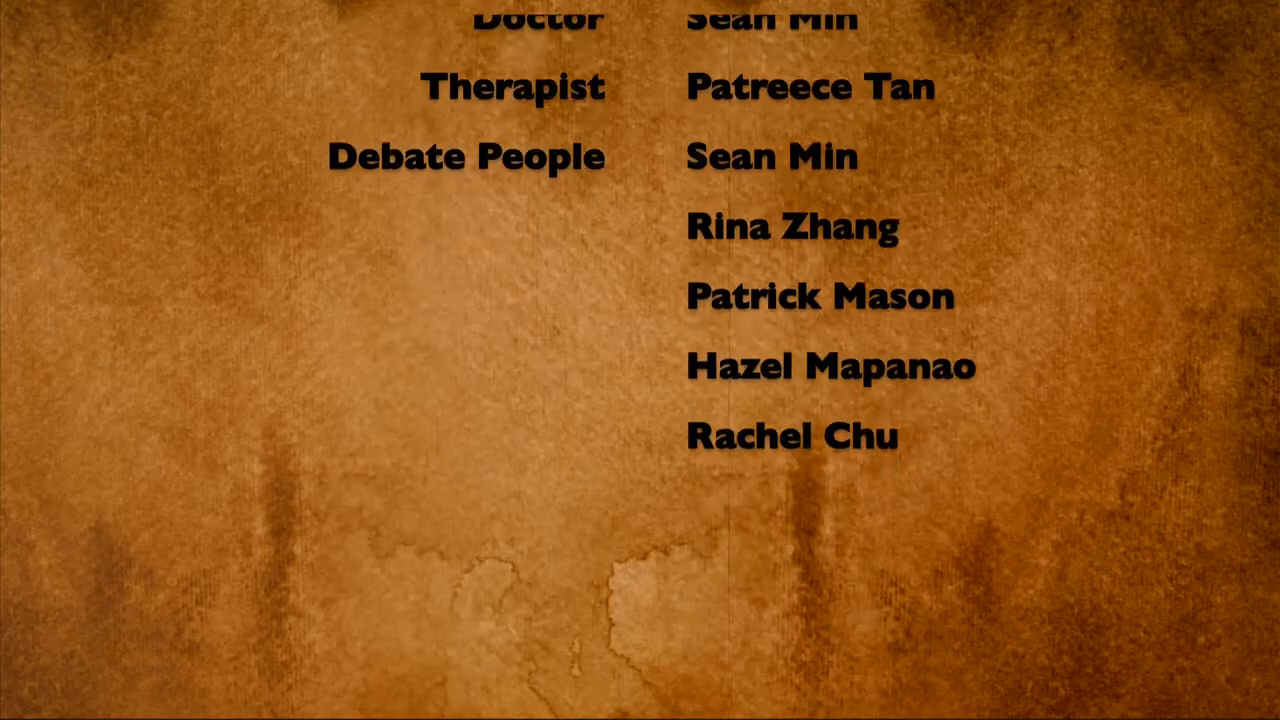 Doctor Sean Min
Therapist Patreece Tan
Debate People Sean Min
Rina Zhang
Patrick Mason
Hazel Mapanao
Rachel Chu